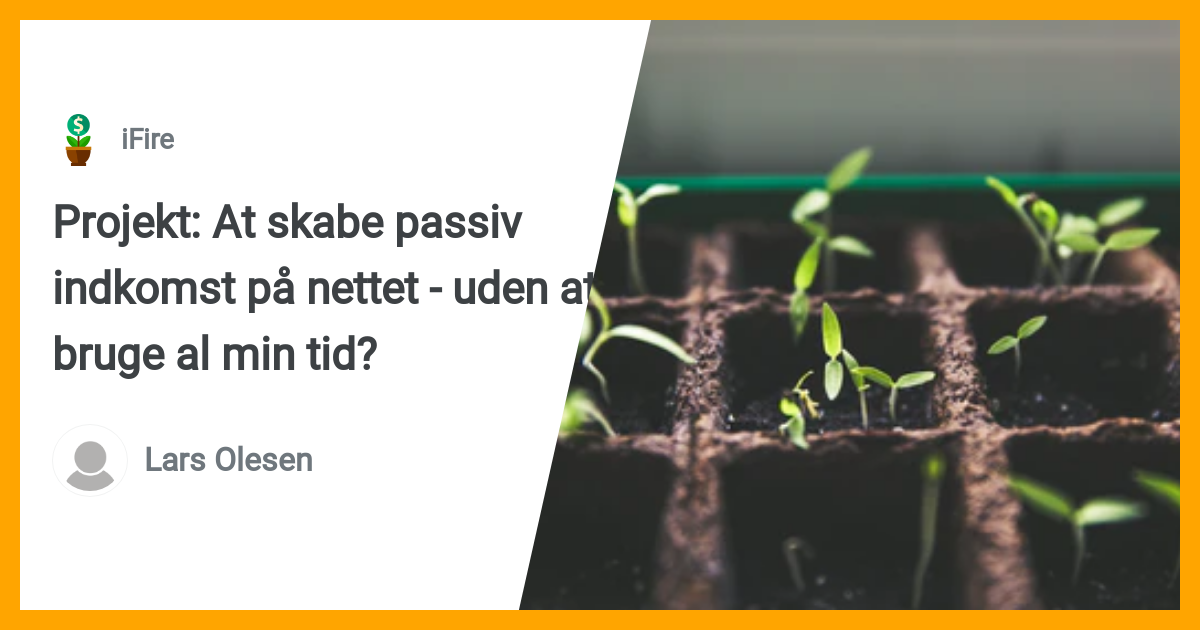 iFire
Projekt: At skabe passiv
indkomst på nettet - uden at
bruge al min tid?
Lars Olesen